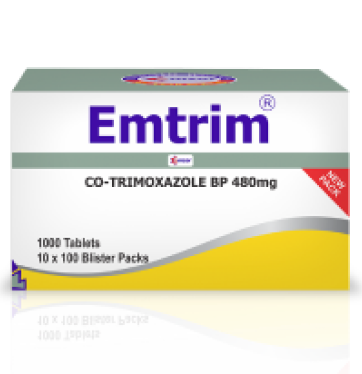 Emtrim®
CO-TRIMOXAZOLE BP 480mg
NEW
PACK
1000 Tablets
10 x 100 Blister Packs